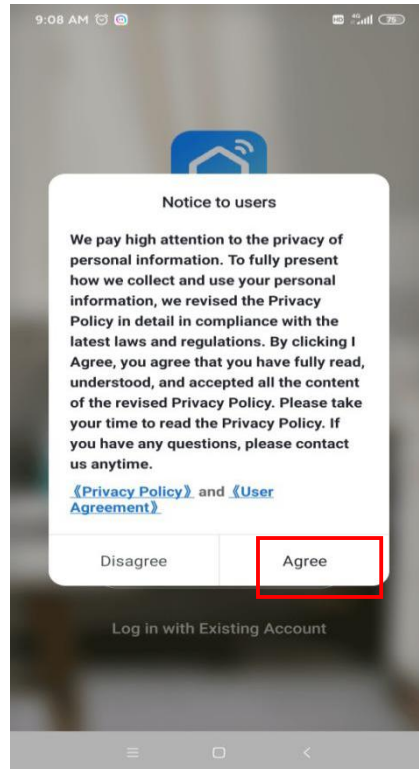 9:08 AM
HD 4G 75
Notice to users
We pay high attention to the privacy of
personal information. To fully present
how we collect and use your personal
information, we revised the Privacy
Policy in detail in compliance with the
latest laws and regulations. By clicking I
Agree, you agree that you have fully read,
understood, and accepted all the content
of the revised Privacy Policy. Please take
your time to read the Privacy Policy. If
you have any questions, please contact
us anytime.
《Privacy Policy》 and 《User
Agreement》
Disagree Agree
Log in with Existing Account